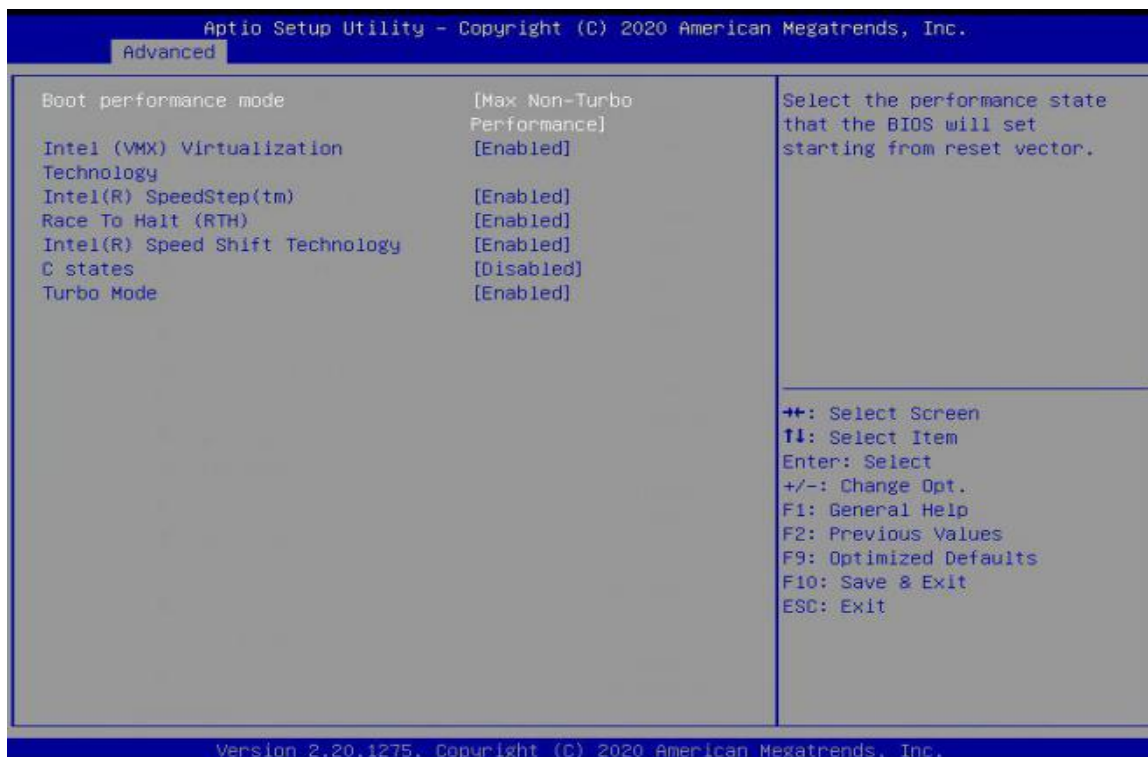 Aptio Setup Utility – Copyright (C) 2020 American Megatrends, Inc.
Advanced
Boot performance mode [Max Non-Turbo
Performance]
Intel (VMX) Virtualization [Enabled]
Technology
Intel(R) SpeedStep(tm) [Enabled]
Race To Halt (RTH) [Enabled]
Intel(R) Speed Shift Technology [Enabled]
C states [Disabled]
Turbo Mode [Enabled]
Select the performance state
that the BIOS will set
starting from reset vector.
→←: Select Screen
↑↓: Select Item
Enter: Select
+/-: Change Opt.
F1: General Help
F2: Previous Values
F9: Optimized Defaults
F10: Save & Exit
ESC: Exit
Version 2.20.1275. Copyright (C) 2020 American Megatrends, Inc.